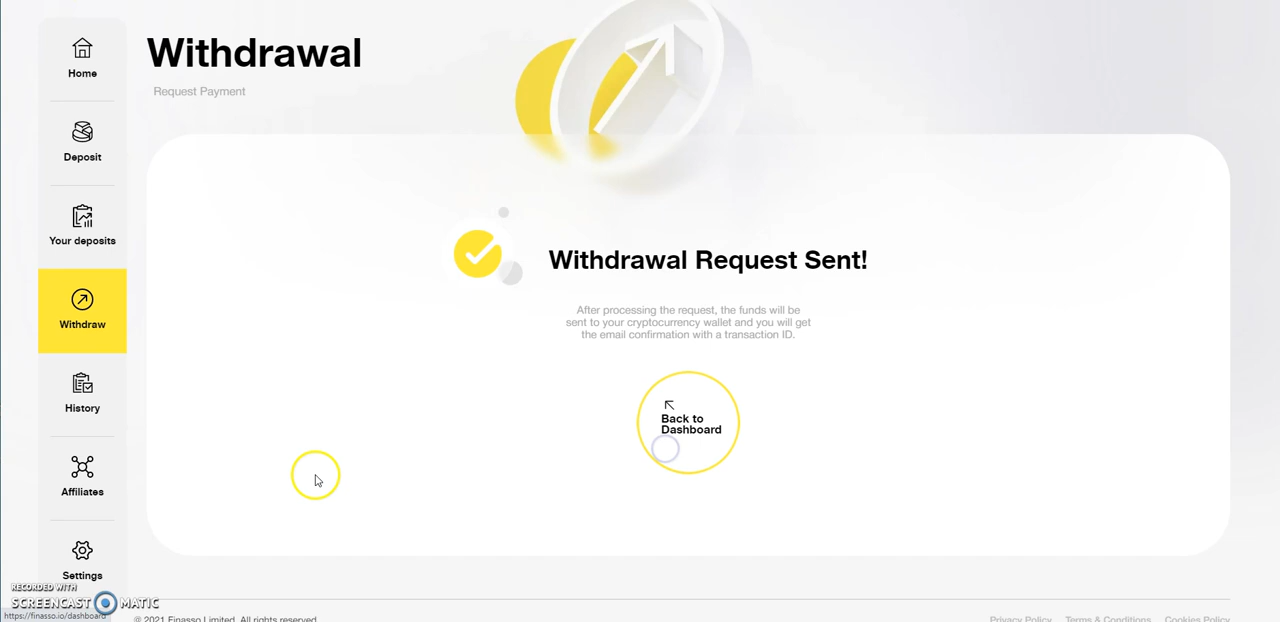 Withdrawal
Request Payment
Home
Deposit
Your deposits
Withdraw
History
Affiliates
Settings
Withdrawal Request Sent!
After processing the request, the funds will be
sent to your cryptocurrency wallet and you will get
the email confirmation with a transaction ID.
Back to
Dashboard
RECORDED WITH
SCREENCAST MATIC
https://finasso.io/dashboard
© 2021 Finasso Limited. All rights reserved.
Privacy Policy Terms & Conditions Cookies Policy